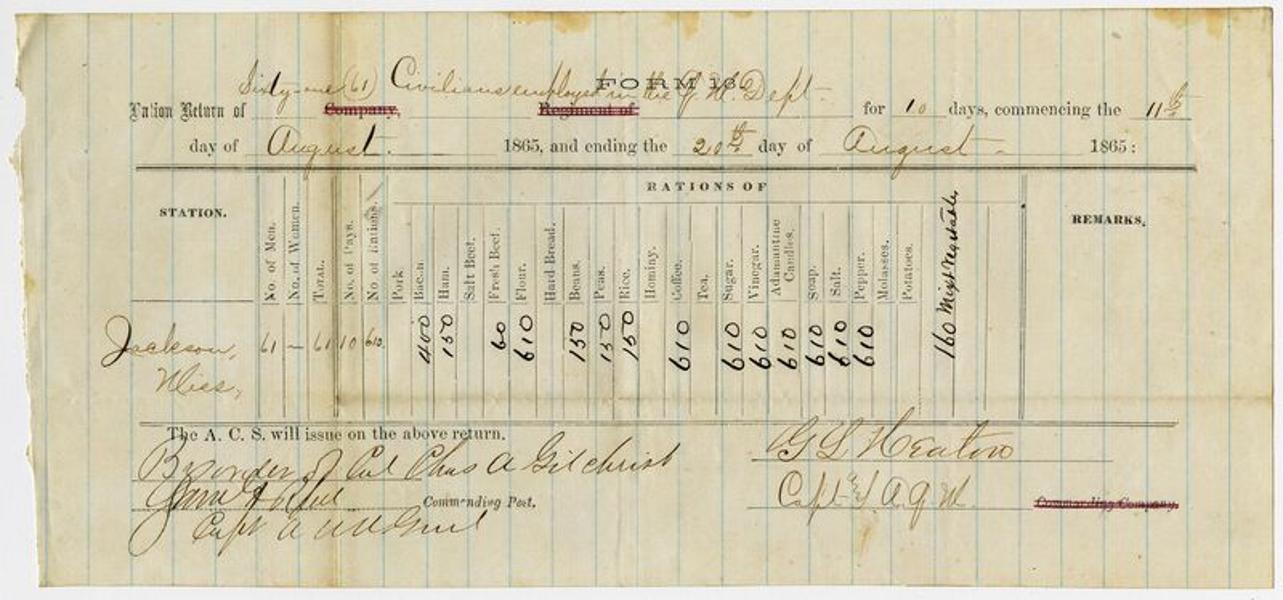 FORM 13.
Sixty-one (61) Civilians employed in the Q. M. Dept.
Ration Return of Company, Regiment of for 10 days, commencing the 11th
day of August. 1865, and ending the 20th day of August 1865:
RATIONS OF
STATION. No. of Men. No. of Women. TOTAL. No. of Days. No. of Rations. Pork Bacon. Ham. Salt Beef. Fresh Beef. Flour. Hard Bread. Beans. Peas. Rice. Hominy. Coffee. Tea. Sugar. Vinegar. Adamantine Candles. Soap. Salt. Pepper. Molasses. Potatoes. 160 Mixt Vegetable REMARKS.
Jackson, 61 — 61 10 610. 400 150 60 610 150 150 150 610 610 610 610 610 610 610
Miss,
The A. C. S. will issue on the above return.
By order of Col Chas A Gilchrist
Commanding Post.
Capt A
G L Heaton
Capt & A. Q. M. Commanding Company.